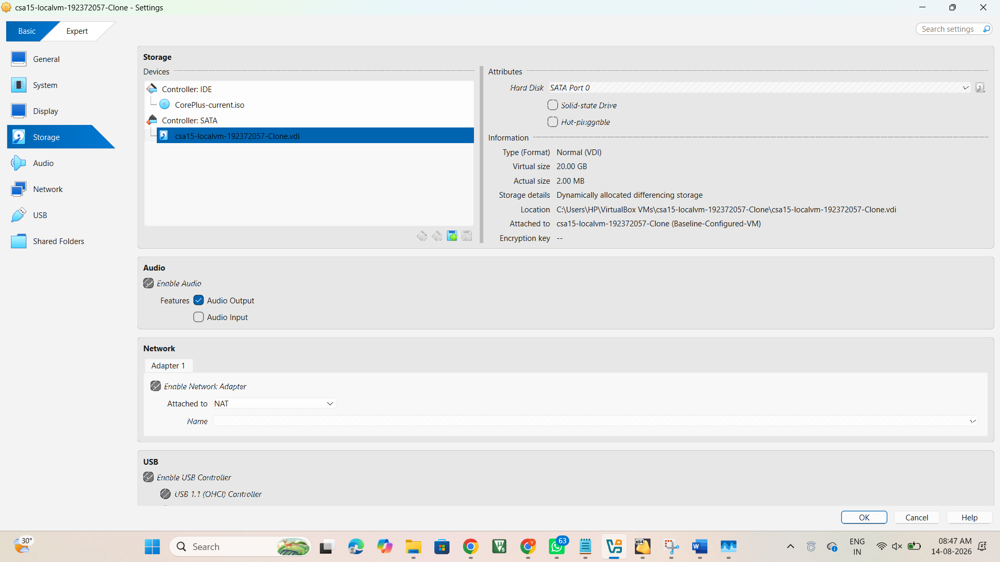 csa15-localvm-192372057-Clone - Settings
Basic
Expert
Search settings
General
System
Display
Storage
Audio
Network
USB
Shared Folders
Storage
Devices
Controller: IDE
CorePlus-current.iso
Controller: SATA
csa15-localvm-192372057-Clone.vdi
Attributes
Hard Disk SATA Port 0
Solid-state Drive
Hot-pluggable
Information
Type (Format) Normal (VDI)
Virtual size 20.00 GB
Actual size 2.00 MB
Storage details Dynamically allocated differencing storage
Location C:\Users\HP\VirtualBox VMs\csa15-localvm-192372057-Clone\csa15-localvm-192372057-Clone.vdi
Attached to csa15-localvm-192372057-Clone (Baseline-Configured-VM)
Encryption key --
Audio
Enable Audio
Features Audio Output
Audio Input
Network
Adapter 1
Enable Network Adapter
Attached to NAT
Name
USB
Enable USB Controller
USB 1.1 (OHCI) Controller
OK Cancel Help
30°
Search
63
x64
ENG
IN
08:47 AM
14-08-2026